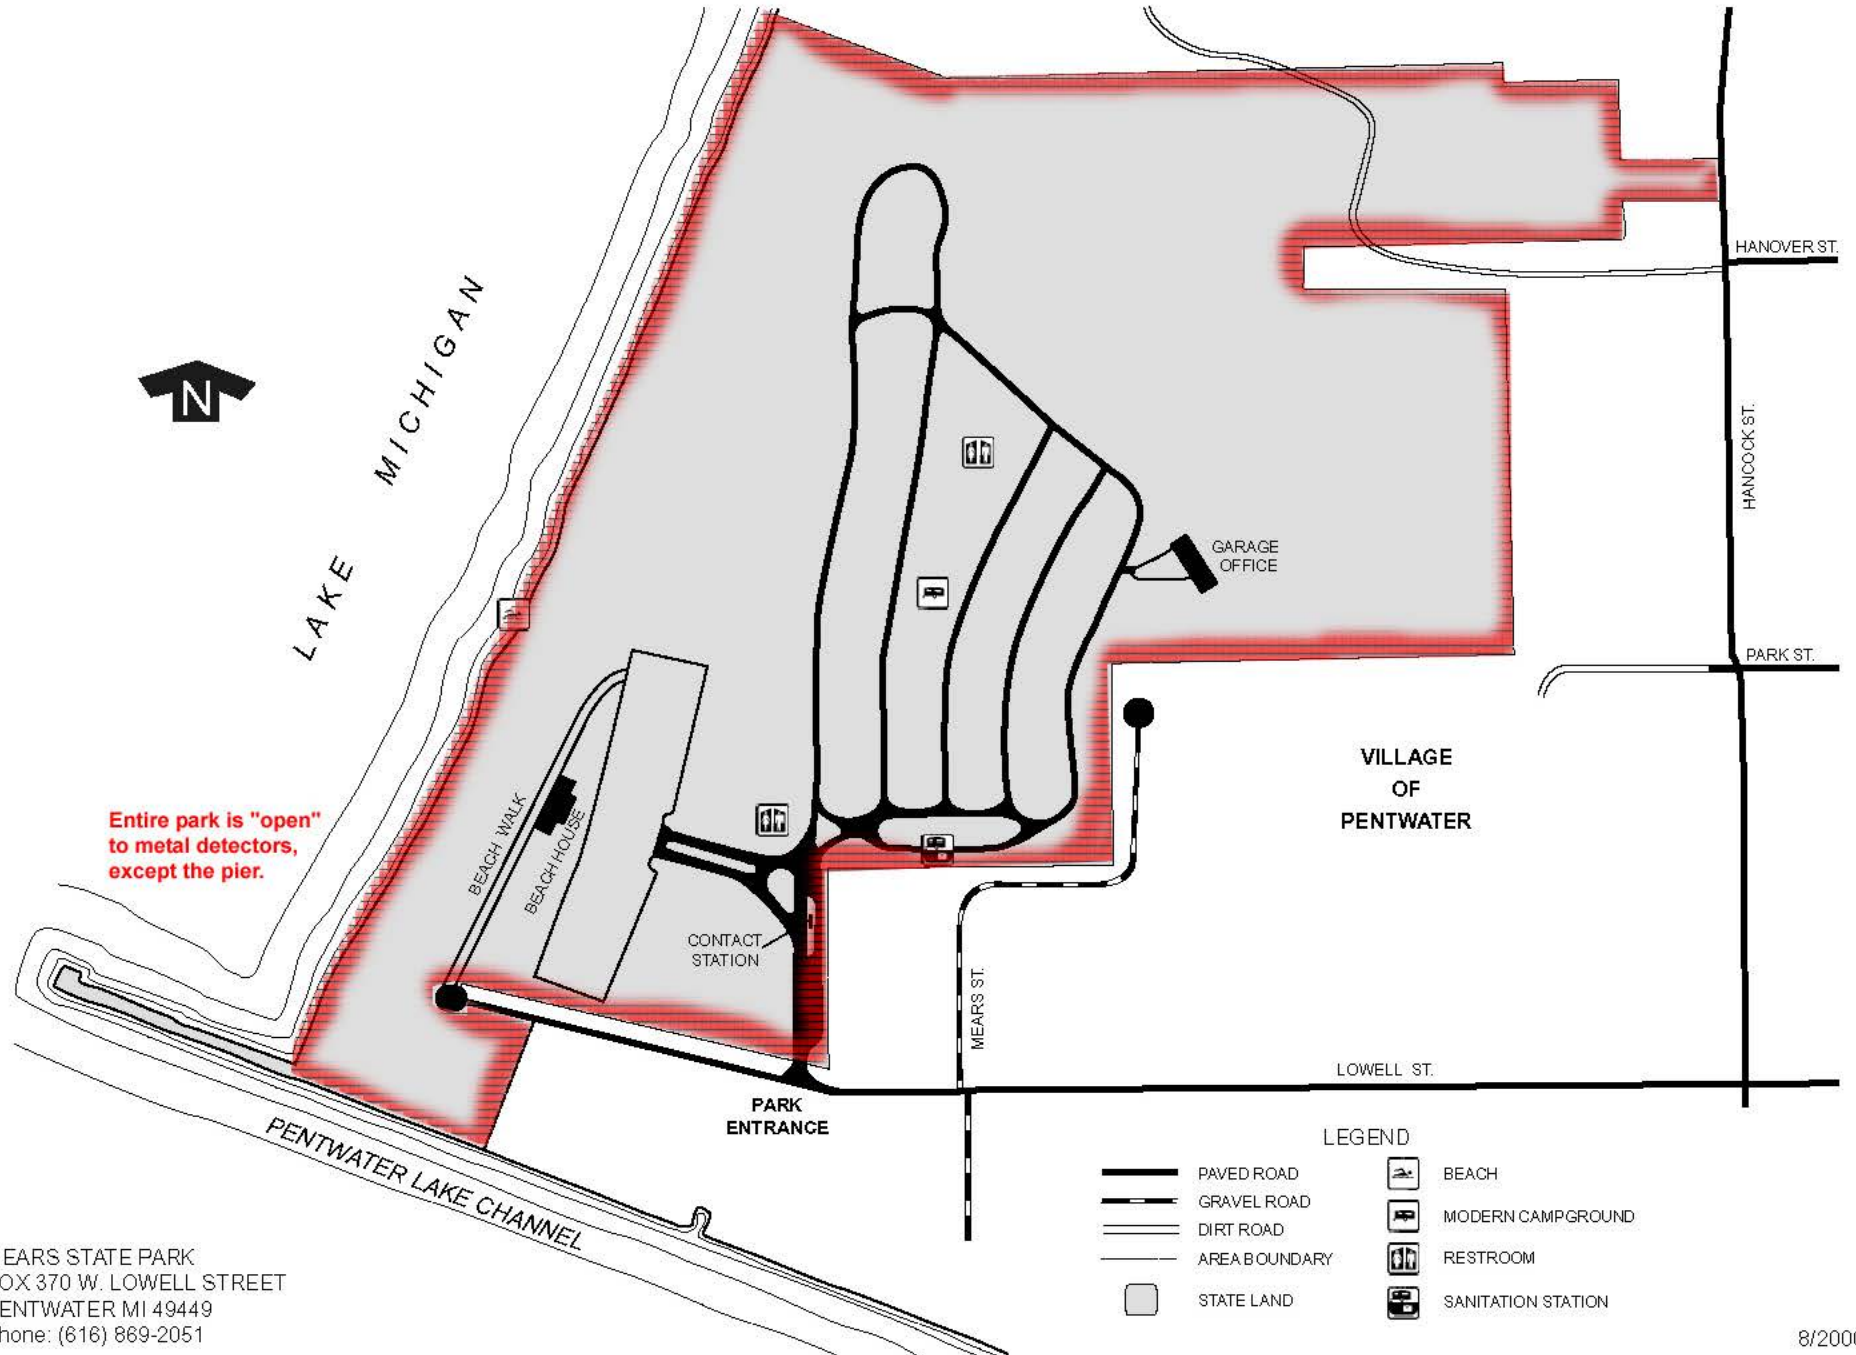 HANOVER ST.
HANCOCK ST.
LAKE MICHIGAN
N
GARAGE
OFFICE
PARK ST.
VILLAGE
OF
PENTWATER
Entire park is "open"
to metal detectors,
except the pier.
BEACH WALK
BEACH HOUSE
CONTACT
STATION
MEARS ST.
LOWELL ST.
PARK
ENTRANCE
PENTWATER LAKE CHANNEL
LEGEND
PAVED ROAD
GRAVEL ROAD
DIRT ROAD
AREA BOUNDARY
STATE LAND
BEACH
MODERN CAMPGROUND
RESTROOM
SANITATION STATION
EARS STATE PARK
OX 370 W. LOWELL STREET
ENTWATER MI 49449
hone: (616) 869-2051
8/2000